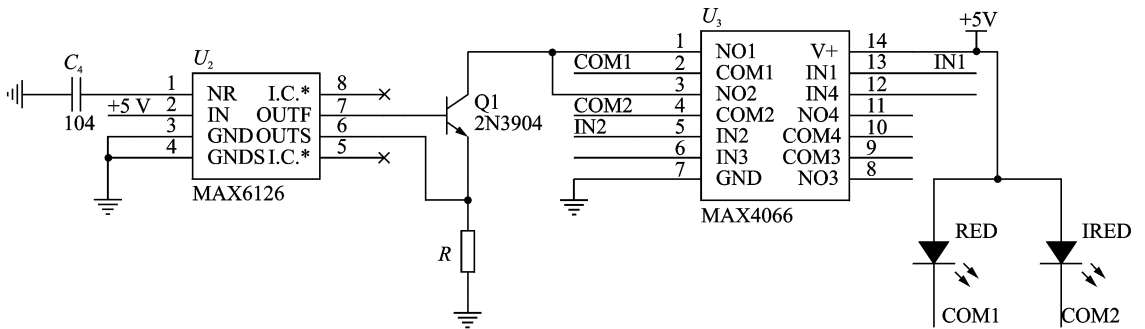 C4
104
+5 V
U2
1 NR I.C.* 8
2 IN OUTF 7
3 GND OUTS 6
4 GNDS I.C.* 5
MAX6126
Q1
2N3904
R
U3
1 NO1 V+ 14
COM1 2 COM1 IN1 13 IN1
3 NO2 IN4 12
COM2 4 COM2 NO4 11
IN2 5 IN2 COM4 10
6 IN3 COM3 9
7 GND NO3 8
MAX4066
+5V
RED
IRED
COM1
COM2